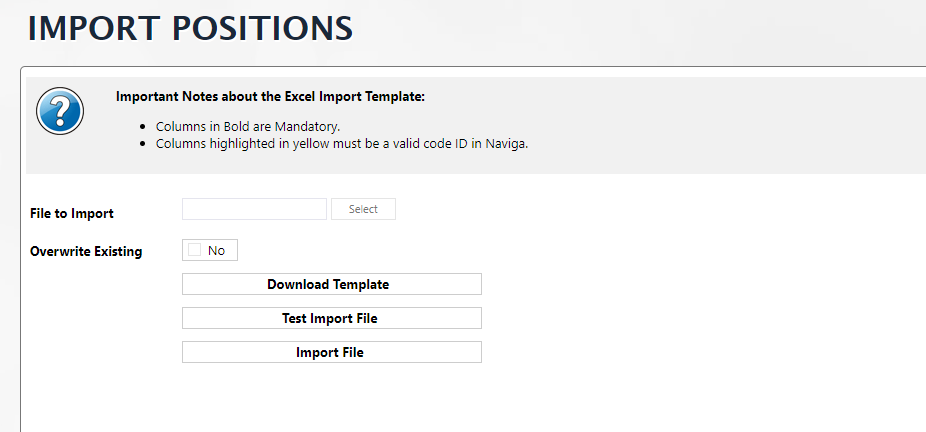 IMPORT POSITIONS
?
Important Notes about the Excel Import Template:
• Columns in Bold are Mandatory.
• Columns highlighted in yellow must be a valid code ID in Naviga.
File to Import
Select
Overwrite Existing
No
Download Template
Test Import File
Import File